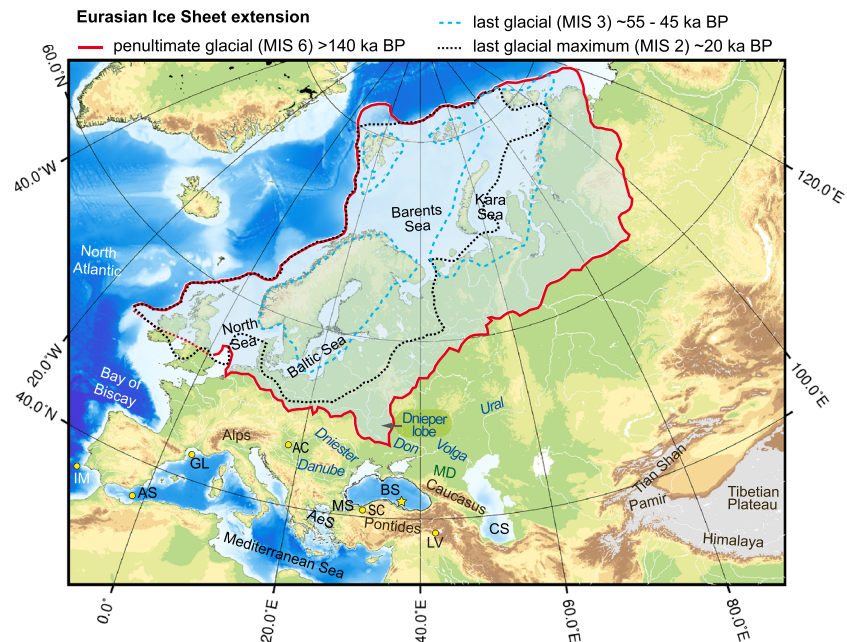 Eurasian Ice Sheet extension
penultimate glacial (MIS 6) >140 ka BP
last glacial (MIS 3) ~55 - 45 ka BP
last glacial maximum (MIS 2) ~20 ka BP
60.0°N
40.0°W
20.0°W
40.0°N
120.0°E
100.0°E
North
Atlantic
Barents
Sea
Kara
Sea
North
Sea
Baltic Sea
Bay of
Biscay
Dnieper
lobe
Ural
Alps
AC
Dniester
Don
Volga
Danube
GL
IM
AS
MD
BS
MS
SC
Caucasus
AeS
Pontides
LV
CS
Mediterranean Sea
Tian Shan
Pamir
Tibetian
Plateau
Himalaya
0.0°
20.0°E
40.0°E
60.0°E
80.0°E